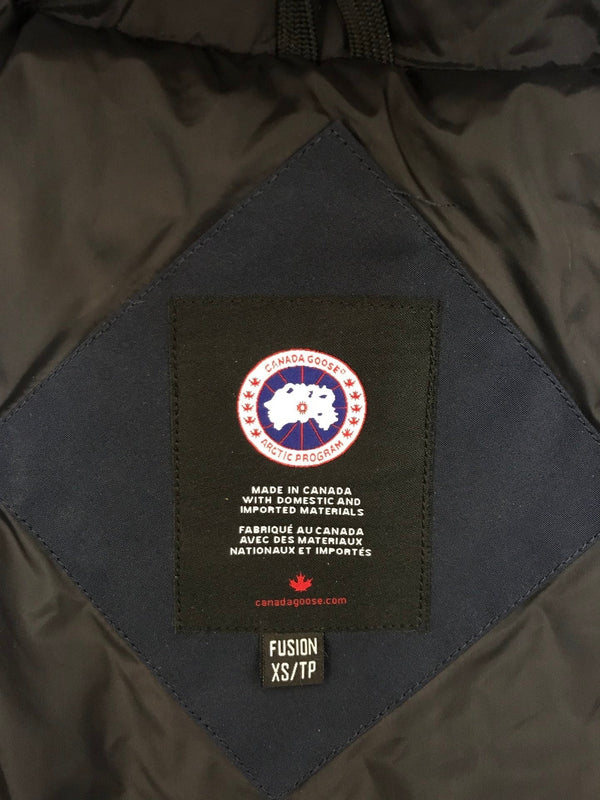 CANADA GOOSE®
ARCTIC PROGRAM
MADE IN CANADA
WITH DOMESTIC AND
IMPORTED MATERIALS
FABRIQUÉ AU CANADA
AVEC DES MATERIAUX
NATIONAUX ET IMPORTÉS
canadagoose.com
FUSION
XS/TP